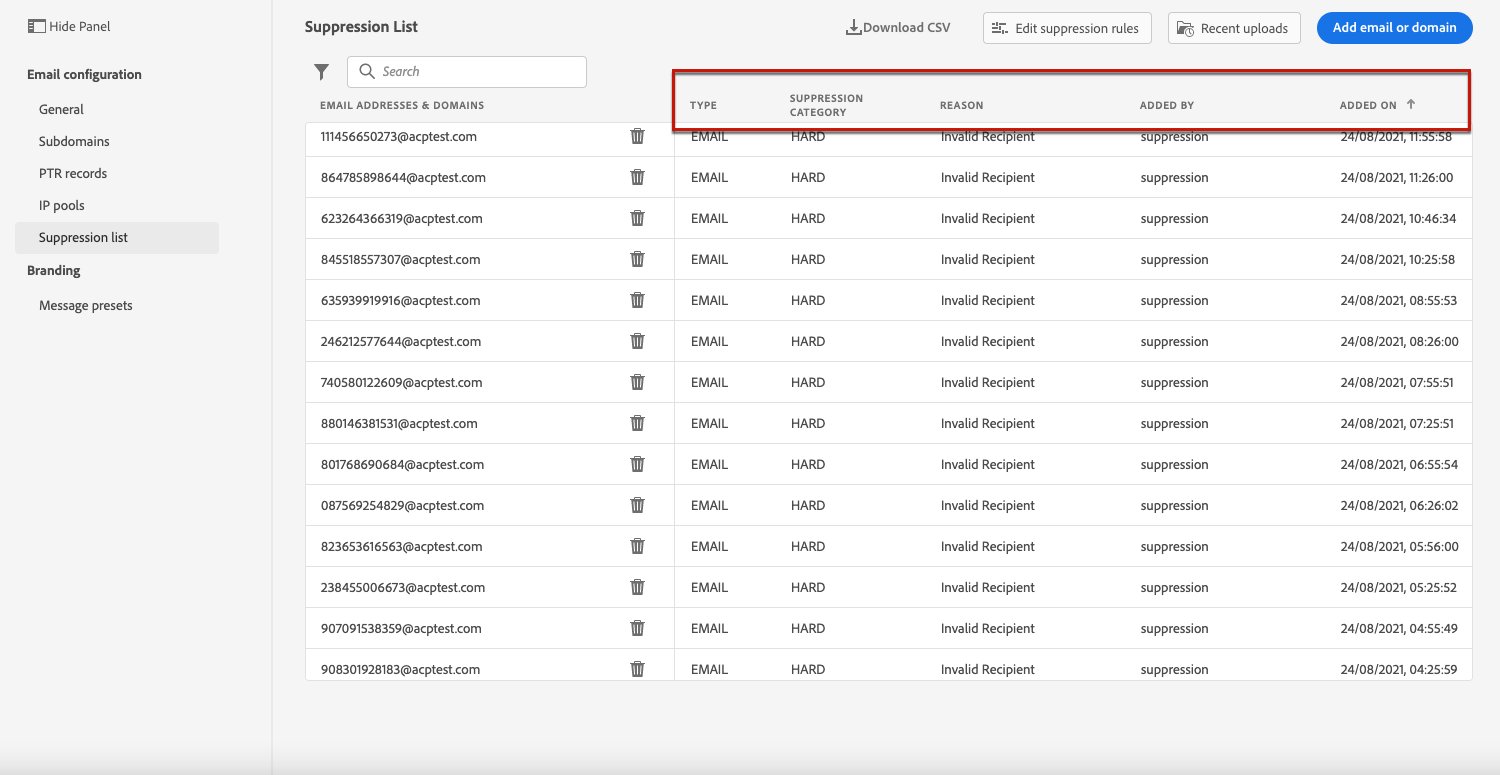 Hide Panel
Email configuration
General
Subdomains
PTR records
IP pools
Suppression list
Branding
Message presets
Suppression List
Download CSV
Edit suppression rules
Recent uploads
Add email or domain
Search
EMAIL ADDRESSES & DOMAINS TYPE SUPPRESSION CATEGORY REASON ADDED BY ADDED ON
111456650273@acptest.com EMAIL HARD Invalid Recipient suppression 24/08/2021, 11:55:58
864785898644@acptest.com EMAIL HARD Invalid Recipient suppression 24/08/2021, 11:26:00
623264366319@acptest.com EMAIL HARD Invalid Recipient suppression 24/08/2021, 10:46:34
845518557307@acptest.com EMAIL HARD Invalid Recipient suppression 24/08/2021, 10:25:58
635939919916@acptest.com EMAIL HARD Invalid Recipient suppression 24/08/2021, 08:55:53
246212577644@acptest.com EMAIL HARD Invalid Recipient suppression 24/08/2021, 08:26:00
740580122609@acptest.com EMAIL HARD Invalid Recipient suppression 24/08/2021, 07:55:51
880146381531@acptest.com EMAIL HARD Invalid Recipient suppression 24/08/2021, 07:25:51
801768690684@acptest.com EMAIL HARD Invalid Recipient suppression 24/08/2021, 06:55:54
087569254829@acptest.com EMAIL HARD Invalid Recipient suppression 24/08/2021, 06:26:02
823653616563@acptest.com EMAIL HARD Invalid Recipient suppression 24/08/2021, 05:56:00
238455006673@acptest.com EMAIL HARD Invalid Recipient suppression 24/08/2021, 05:25:52
907091538359@acptest.com EMAIL HARD Invalid Recipient suppression 24/08/2021, 04:55:49
908301928183@acptest.com EMAIL HARD Invalid Recipient suppression 24/08/2021, 04:25:59